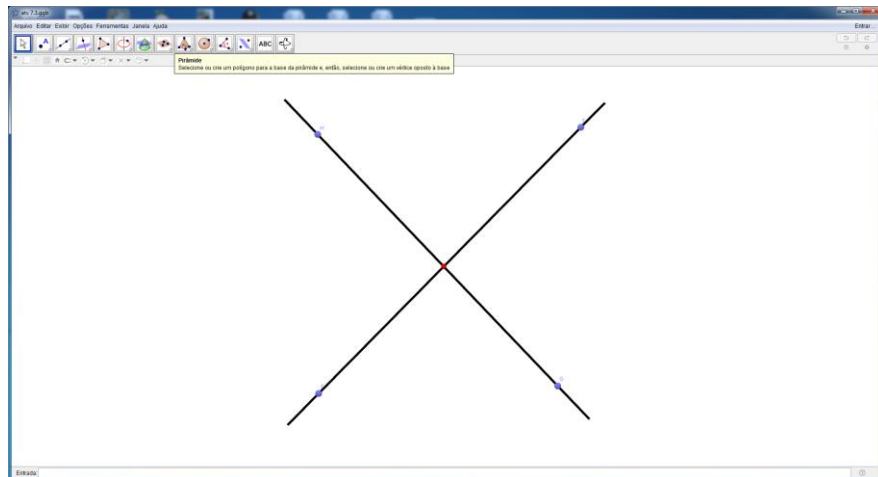 Arquivo Editar Exibir Opções Ferramentas Janela Ajuda
Entrar...
ABC
Pirâmide
Selecione ou crie um polígono para a base da pirâmide e, então, selecione ou crie um vértice oposto à base
Entrada: